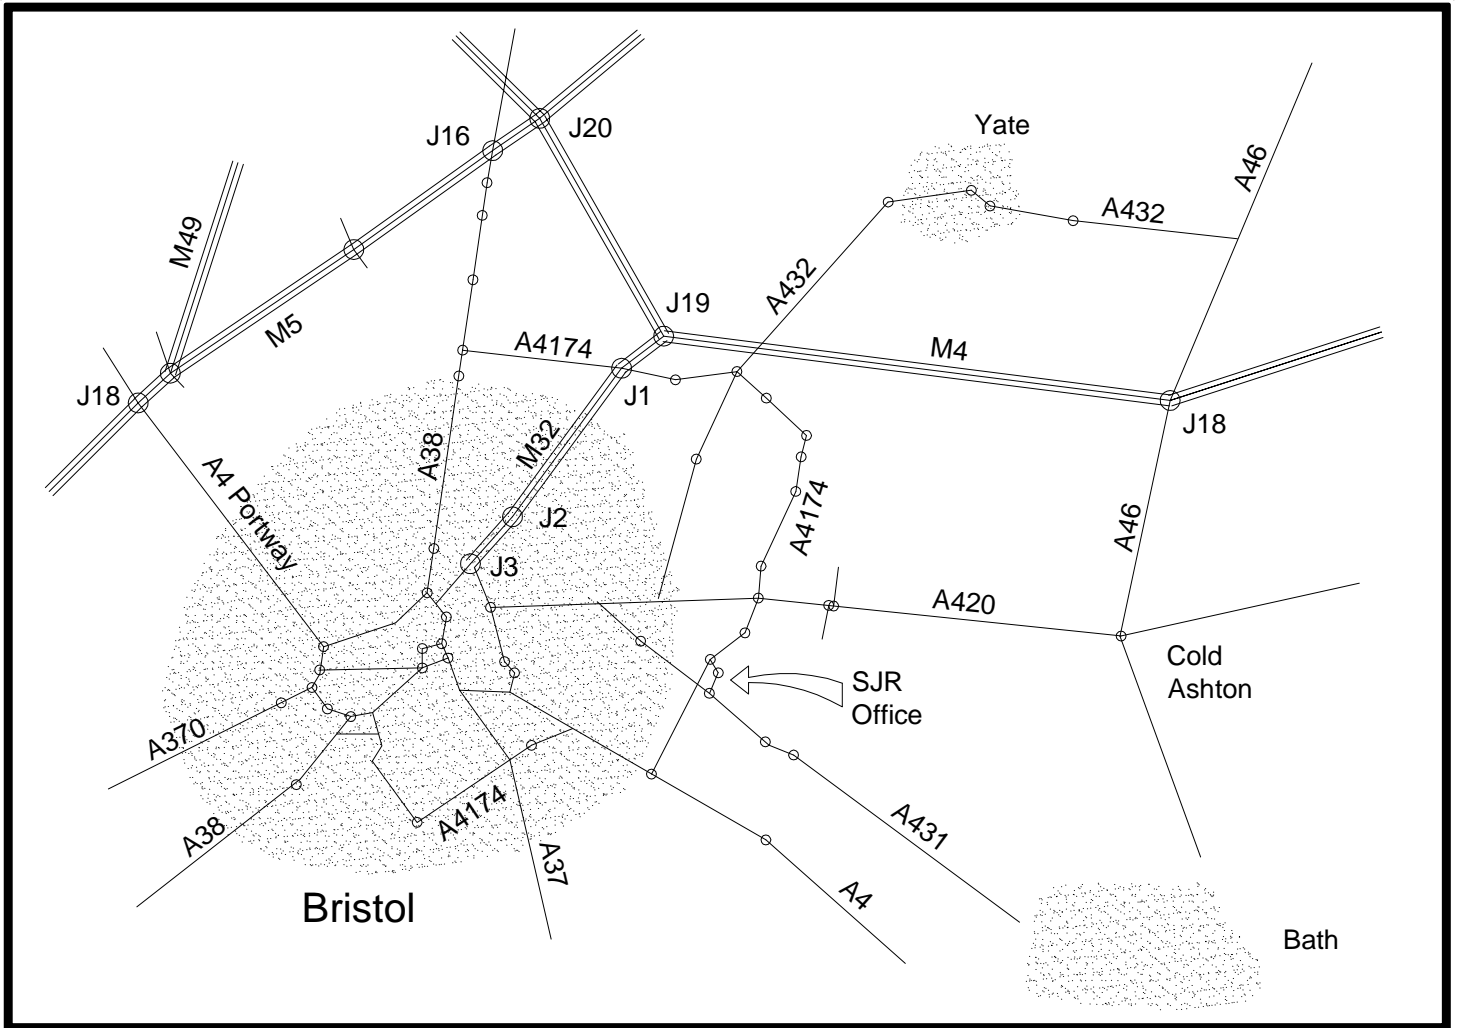 J16
J20
Yate
A46
M49
A432
A432
J19
M5
A4174
M4
J18
J1
J18
A38
M32
A4 Portway
J2
A4174
A46
J3
A420
Cold
Ashton
SJR
Office
A370
A4174
A38
A37
A431
A4
Bristol
Bath